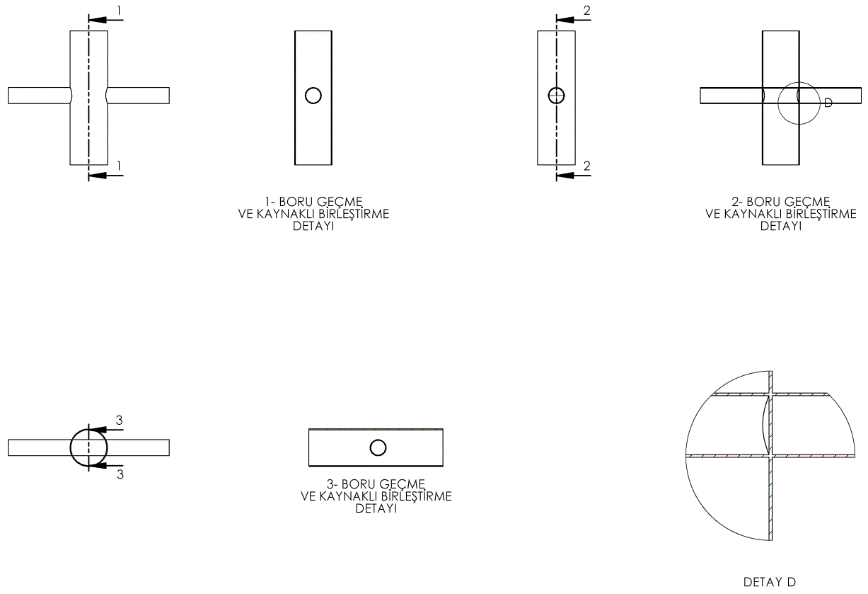 1
1
1- BORU GEÇME
VE KAYNAKLI BİRLEŞTİRME
DETAYI
2
2
D
2- BORU GEÇME
VE KAYNAKLI BİRLEŞTİRME
DETAYI
3
3
3- BORU GEÇME
VE KAYNAKLI BİRLEŞTİRME
DETAYI
DETAY D